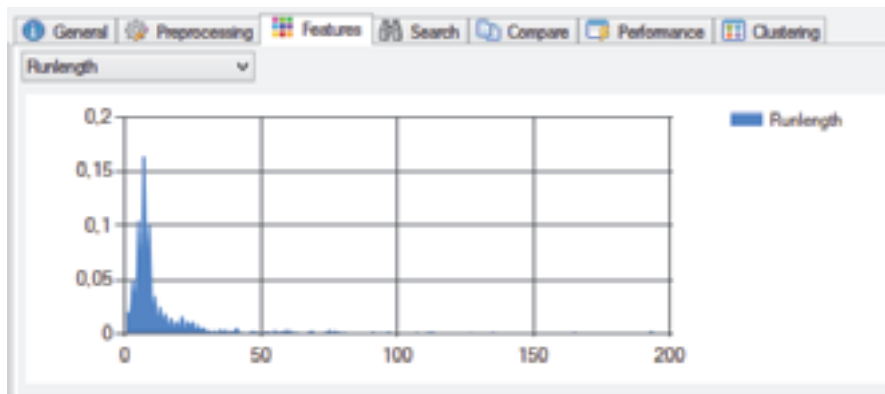 General Preprocessing Features Search Compare Performance Clustering
Runlength
0,2
Runlength
0,15
0,1
0,05
0
0 50 100 150 200